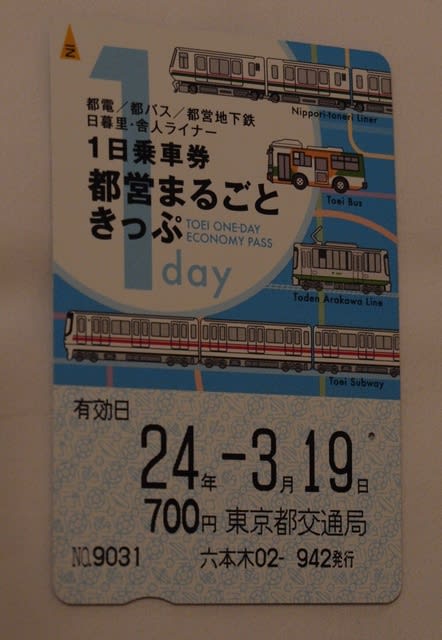 IN
1
Nippori-toneri Liner
都電／都バス／都営地下鉄
日暮里・舎人ライナー
1日乗車券
都営まるごと
きっぷ TOEI ONE-DAY
ECONOMY PASS
day
Toei Bus
Toden Arakawa Line
Toei Subway
有効日
24年-3月19日
700円 東京都交通局
NO.9031 六本木02- 942発行